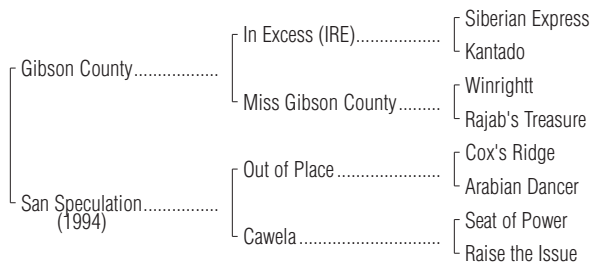 Siberian Express
In Excess (IRE)...................
Kantado
Gibson County...................
Winrightt
Miss Gibson County.........
Rajab's Treasure
Cox's Ridge
Out of Place.......................
Arabian Dancer
San Speculation.................
(1994)
Seat of Power
Cawela...............................
Raise the Issue